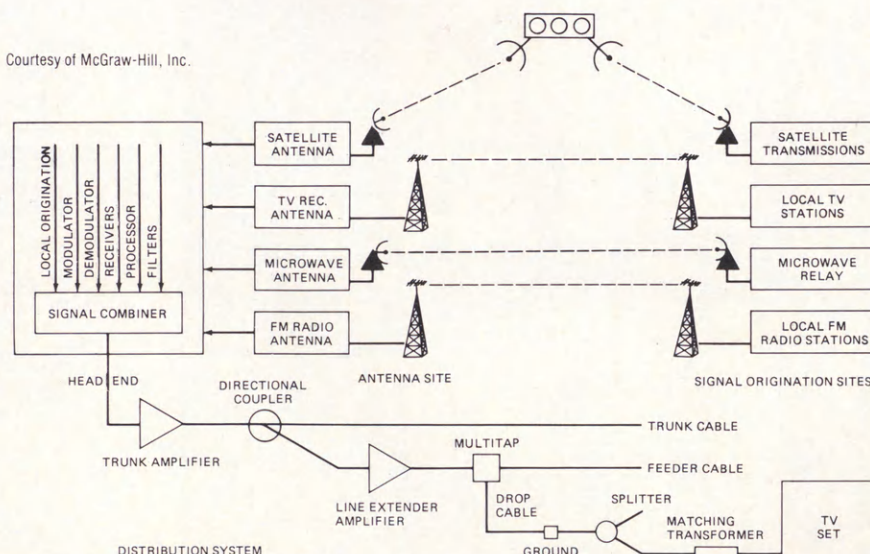 Courtesy of McGraw-Hill, Inc.
LOCAL ORIGINATION
MODULATOR
DEMODULATOR
RECEIVERS
PROCESSOR
FILTERS
SIGNAL COMBINER
HEAD END
SATELLITE
ANTENNA
TV REC.
ANTENNA
MICROWAVE
ANTENNA
FM RADIO
ANTENNA
ANTENNA SITE
SATELLITE
TRANSMISSIONS
LOCAL TV
STATIONS
MICROWAVE
RELAY
LOCAL FM
RADIO STATIONS
SIGNAL ORIGINATION SITES
TRUNK AMPLIFIER
DIRECTIONAL
COUPLER
TRUNK CABLE
LINE EXTENDER
AMPLIFIER
MULTITAP
FEEDER CABLE
DROP
CABLE
GROUND
SPLITTER
MATCHING
TRANSFORMER
TV
SET
DISTRIBUTION SYSTEM